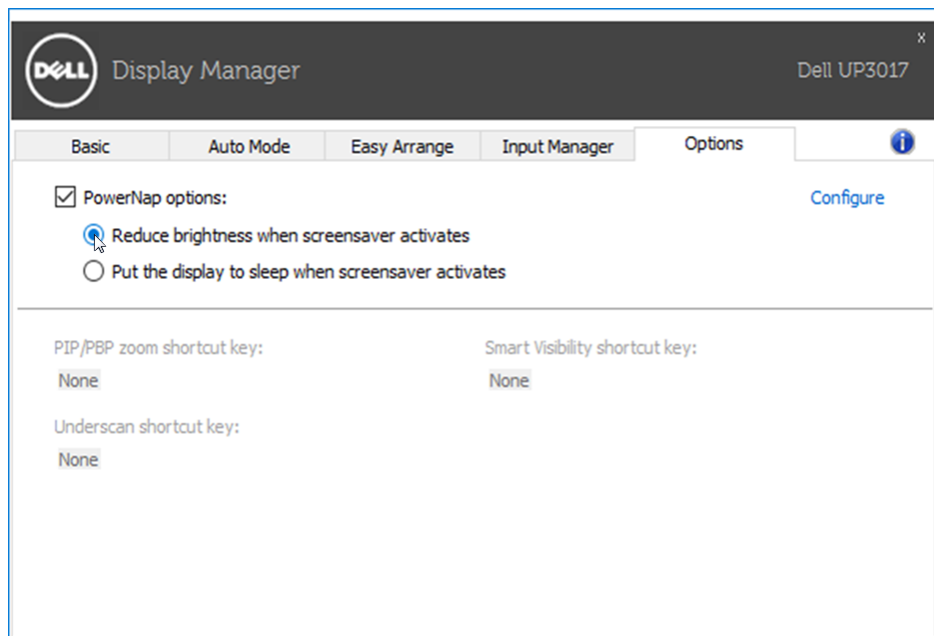 DELL Display Manager
x
Dell UP3017
Basic Auto Mode Easy Arrange Input Manager Options i
PowerNap options: Configure
Reduce brightness when screensaver activates
Put the display to sleep when screensaver activates
PIP/PBP zoom shortcut key: Smart Visibility shortcut key:
None None
Underscan shortcut key:
None